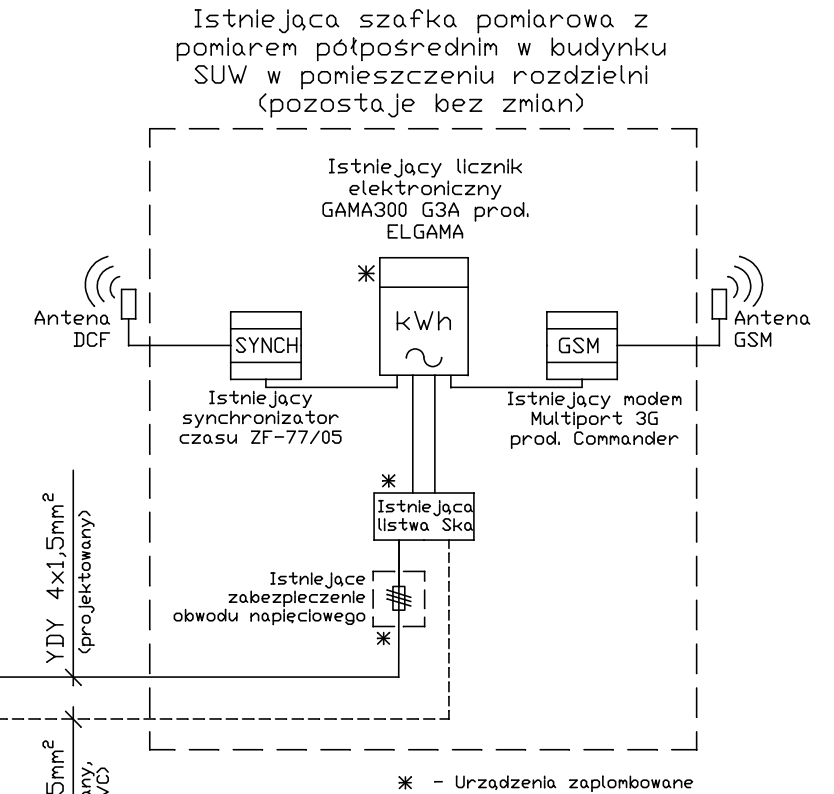 Istniejąca szafka pomiarowa z
pomiarem półpośrednim w budynku
SUW w pomieszczeniu rozdzielni
(pozostaje bez zmian)
Istniejący licznik
elektroniczny
GAMA300 G3A prod.
ELGAMA
kWh
Antena
DCF
SYNCH
GSM
Antena
GSM
Istniejący
synchronizator
czasu ZF-77/05
Istniejący modem
Multiport 3G
prod. Commander
Istniejąca
listwa Ska
Istniejące
zabezpieczenie
obwodu napięciowego
YDY 4x1,5mm²
(projektowany)
5mm²
* - Urządzenia zaplombowane